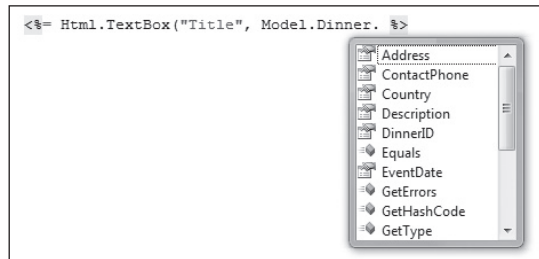 <%= Html.TextBox("Title", Model.Dinner. %>
Address
ContactPhone
Country
Description
DinnerID
Equals
EventDate
GetErrors
GetHashCode
GetType